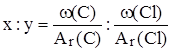 x : y = ω(C)/Aᵣ(C) : ω(Cl)/Aᵣ(Cl)